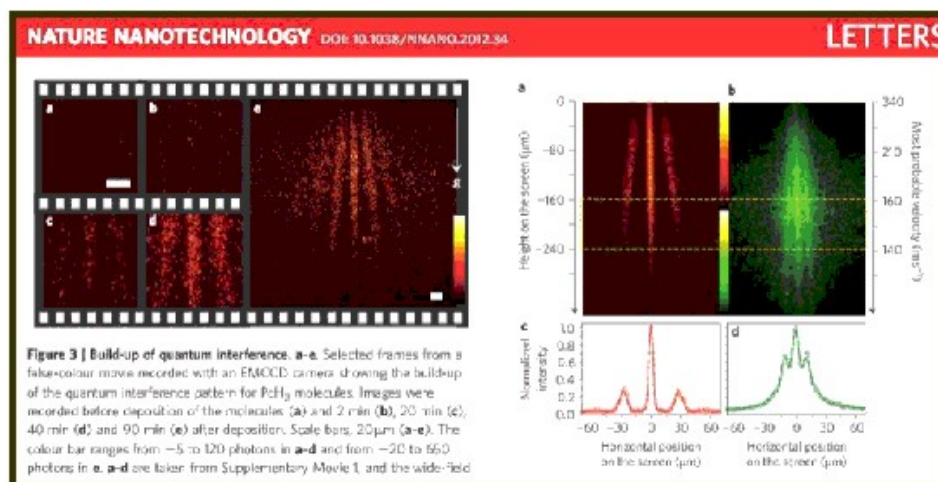 NATURE NANOTECHNOLOGY DOI: 10.1038/NNANO.2012.34
LETTERS
a
b
e
c
d
Figure 3 | Build-up of quantum interference. a–e, Selected frames from a
false-colour movie recorded with an EMCCD camera showing the build-up
of the quantum interference pattern for PcH₂ molecules. Images were
recorded before deposition of the molecules (a) and 2 min (b), 20 min (c),
40 min (d) and 90 min (e) after deposition. Scale bars, 20 µm (a–e). The
colour bar ranges from −5 to 120 photons in a–d and from −20 to 650
photons in e. a–d are taken from Supplementary Movie 1, and the wide-field
a
b
0
−80
−160
−240
Height on the screen (µm)
340
160
140
Most probable velocity (ms⁻¹)
c
d
1.0
0.8
0.6
0.4
0.2
0.0
Normalized
intensity
−60 −30 0 30 60
−60 −30 0 30 60
Horizontal position
on the screen (µm)
Horizontal position
on the screen (µm)